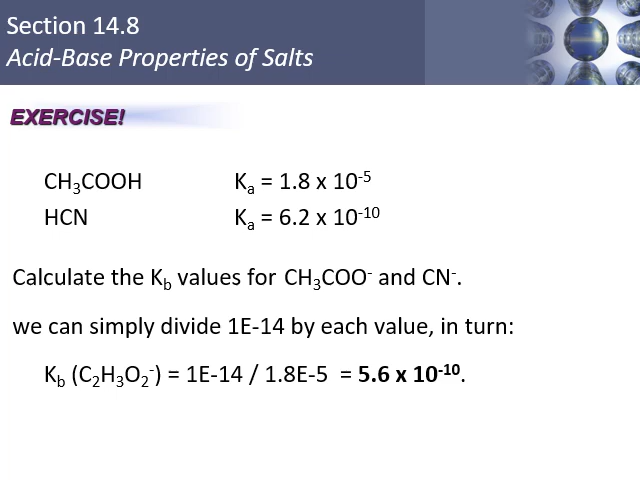 Section 14.8
Acid-Base Properties of Salts
EXERCISE!
CH₃COOH Kₐ = 1.8 x 10⁻⁵
HCN Kₐ = 6.2 x 10⁻¹⁰
Calculate the K_b values for CH₃COO⁻ and CN⁻.
we can simply divide 1E-14 by each value, in turn:
K_b (C₂H₃O₂⁻) = 1E-14 / 1.8E-5 = 5.6 x 10⁻¹⁰.